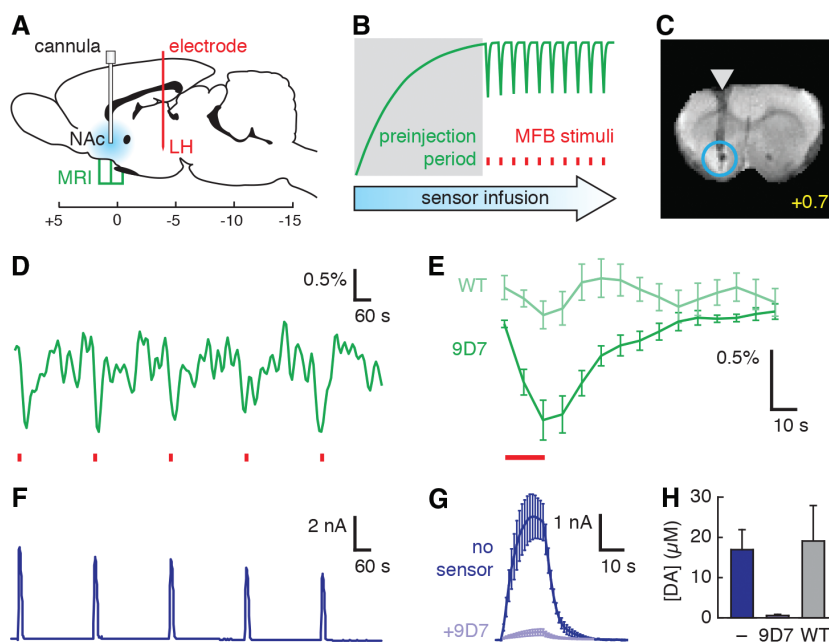 A
cannula
electrode
NAc
LH
MRI
+5
0
-5
-10
-15
B
preinjection
period
MFB stimuli
sensor infusion
C
+0.7
D
0.5%
60 s
E
WT
9D7
0.5%
10 s
F
2 nA
60 s
G
no
sensor
+9D7
1 nA
10 s
H
[DA] (µM)
30
20
10
0
–
9D7
WT